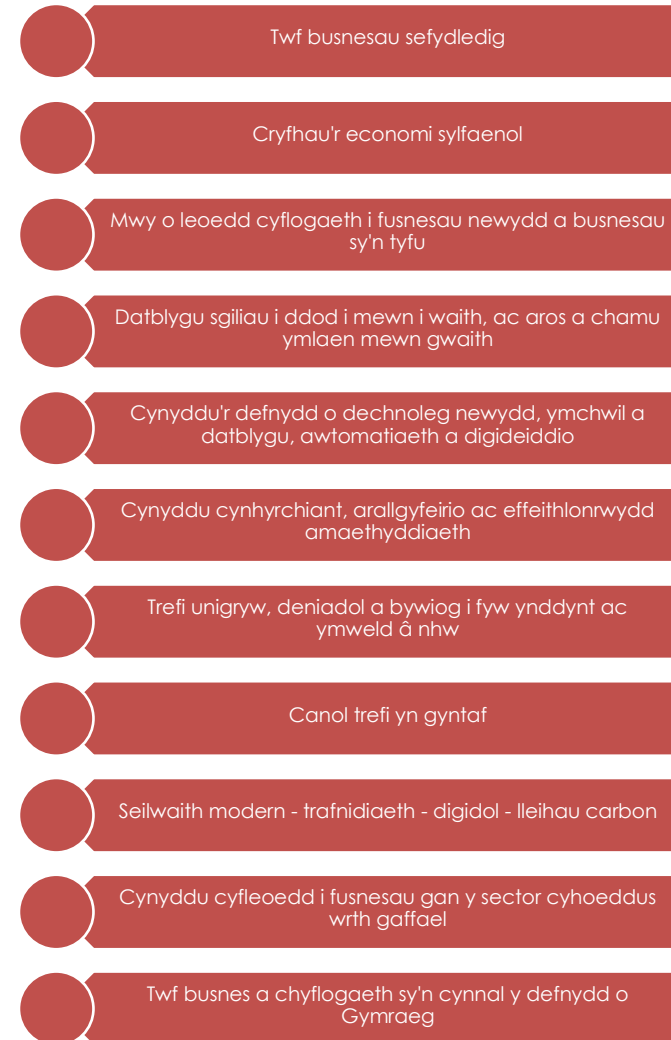 Twf busnesau sefydledig
Cryfhau'r economi sylfaenol
Mwy o leoedd cyflogaeth i fusnesau newydd a busnesau
sy'n tyfu
Datblygu sgiliau i ddod i mewn i waith, ac aros a chamu
ymlaen mewn gwaith
Cynyddu'r defnydd o dechnoleg newydd, ymchwil a
datblygu, awtomatiaeth a digideiddio
Cynyddu cynhyrchiant, arallgyfeirio ac effeithlonrwydd
amaethyddiaeth
Trefi unigryw, deniadol a bywiog i fyw ynddynt ac
ymweld â nhw
Canol trefi yn gyntaf
Seilwaith modern - trafnidiaeth - digidol - lleihau carbon
Cynyddu cyfleoedd i fusnesau gan y sector cyhoeddus
wrth gaffael
Twf busnes a chyflogaeth sy'n cynnal y defnydd o
Gymraeg